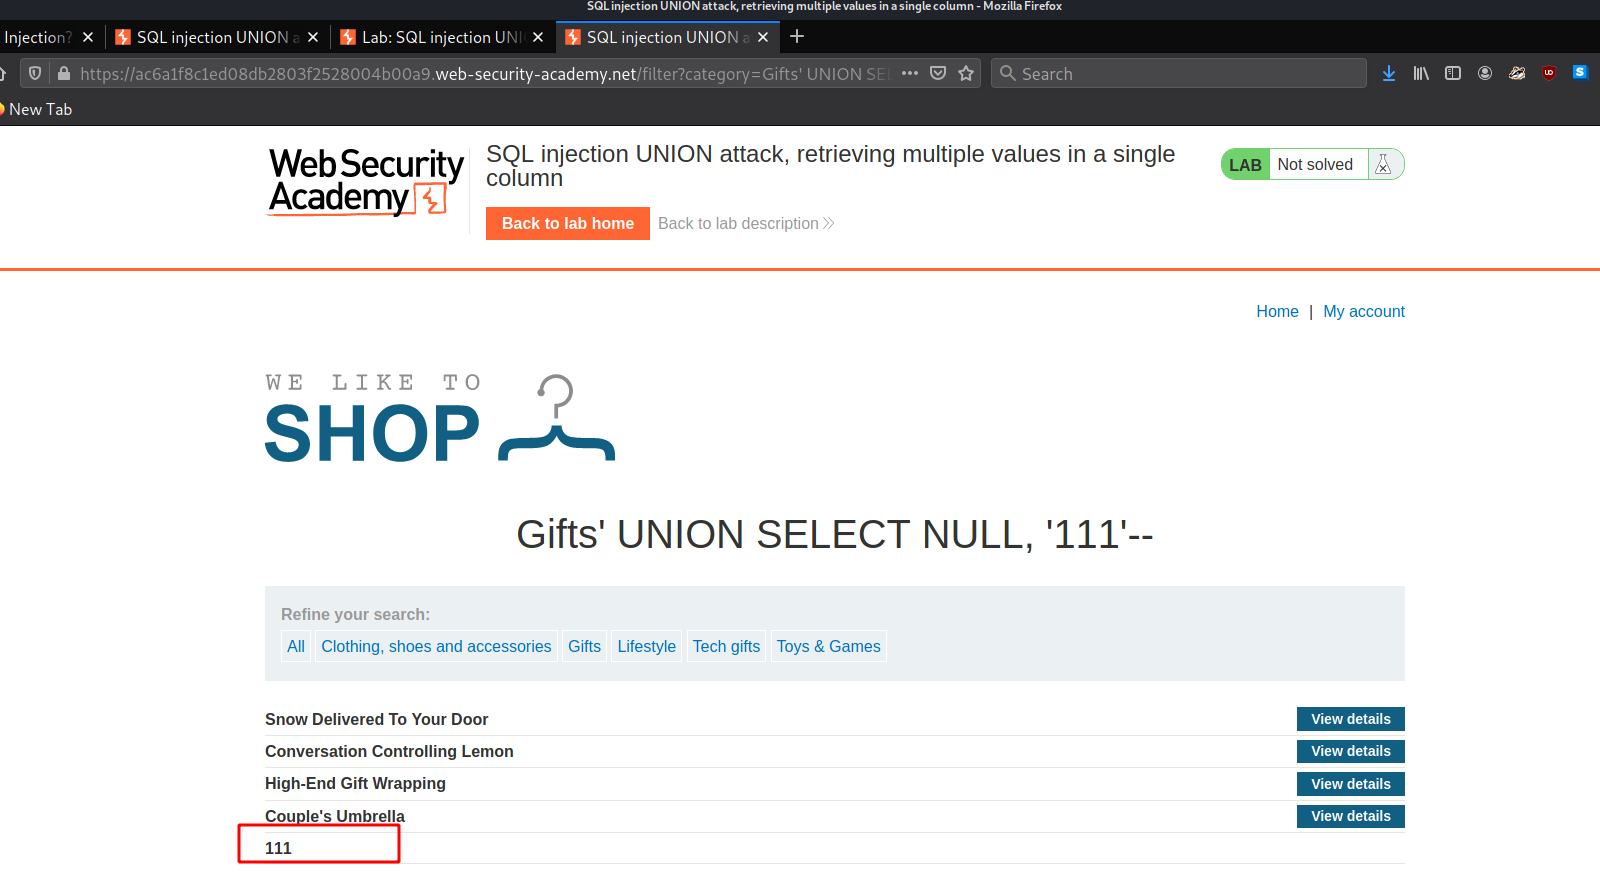 SQL injection UNION attack, retrieving multiple values in a single column - Mozilla Firefox
Injection? SQL injection UNION a Lab: SQL injection UNI SQL injection UNION a
https://ac6a1f8c1ed08db2803f2528004b00a9.web-security-academy.net/filter?category=Gifts' UNION SEL Search
New Tab
Web Security
Academy
SQL injection UNION attack, retrieving multiple values in a single
column
LAB Not solved
Back to lab home Back to lab description
Home | My account
WE LIKE TO
SHOP
Gifts' UNION SELECT NULL, '111'--
Refine your search:
All Clothing, shoes and accessories Gifts Lifestyle Tech gifts Toys & Games
Snow Delivered To Your Door View details
Conversation Controlling Lemon View details
High-End Gift Wrapping View details
Couple's Umbrella View details
111